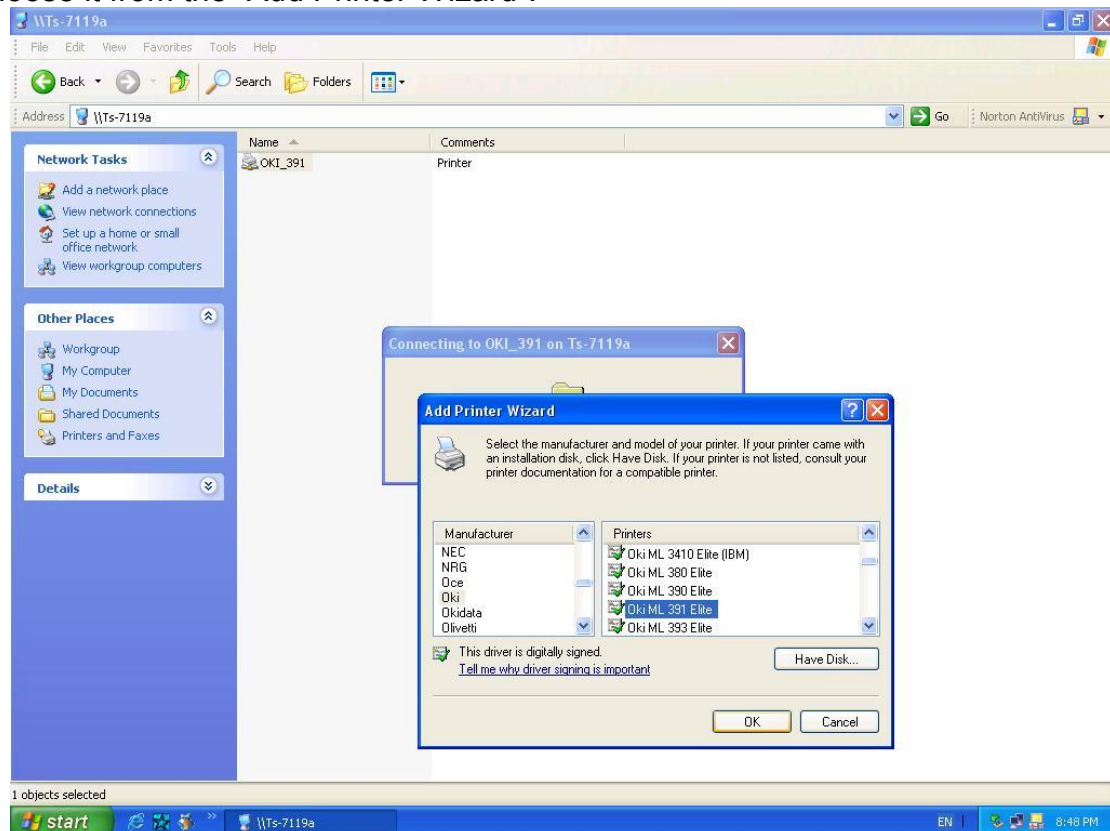 oose it from the "Add Printer Wizard".
\\Ts-7119a
File Edit View Favorites Tools Help
Back Search Folders
Address \\Ts-7119a Go Norton AntiVirus
Name Comments
OKI_391 Printer
Network Tasks
Add a network place
View network connections
Set up a home or small
office network
View workgroup computers
Other Places
Workgroup
My Computer
My Documents
Shared Documents
Printers and Faxes
Details
Connecting to OKI_391 on Ts-7119a
Add Printer Wizard
Select the manufacturer and model of your printer. If your printer came with
an installation disk, click Have Disk. If your printer is not listed, consult your
printer documentation for a compatible printer.
Manufacturer
NEC
NRG
Oce
Oki
Okidata
Olivetti
Printers
Oki ML 3410 Elite (IBM)
Oki ML 380 Elite
Oki ML 390 Elite
Oki ML 391 Elite
Oki ML 393 Elite
This driver is digitally signed.
Tell me why driver signing is important
Have Disk...
OK Cancel
1 objects selected
start \\Ts-7119a EN 8:48 PM